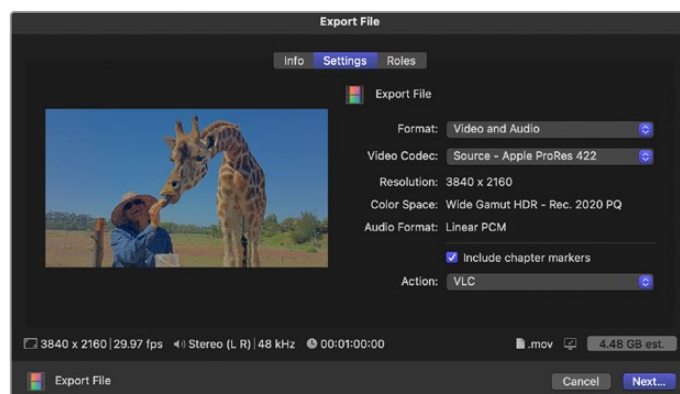 Export File
Info Settings Roles
Export File
Format: Video and Audio
Video Codec: Source - Apple ProRes 422
Resolution: 3840 x 2160
Color Space: Wide Gamut HDR - Rec. 2020 PQ
Audio Format: Linear PCM
Include chapter markers
Action: VLC
3840 x 2160 | 29.97 fps Stereo (L R) | 48 kHz 00:01:00:00 .mov 4.48 GB est.
Export File Cancel Next...